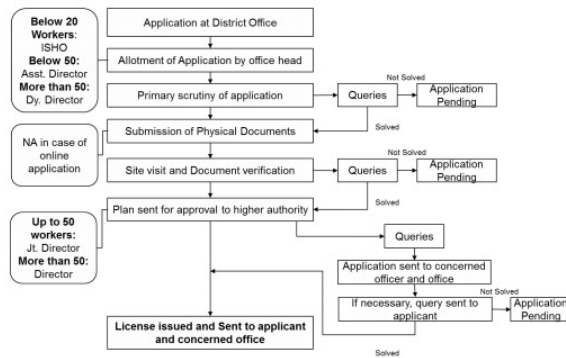 Below 20
Workers:
ISHO
Below 50:
Asst. Director
More than 50:
Dy. Director
Application at District Office
Allotment of Application by office head
Primary scrutiny of application
Queries
Not Solved
Application
Pending
Solved
NA in case of
online
application
Submission of Physical Documents
Site visit and Document verification
Queries
Not Solved
Application
Pending
Solved
Up to 50
workers:
Jt. Director
More than 50:
Director
Plan sent for approval to higher authority
Queries
Application sent to concerned
officer and office
Not Solved
If necessary, query sent to
applicant
Application
Pending
Solved
License issued and Sent to applicant
and concerned office